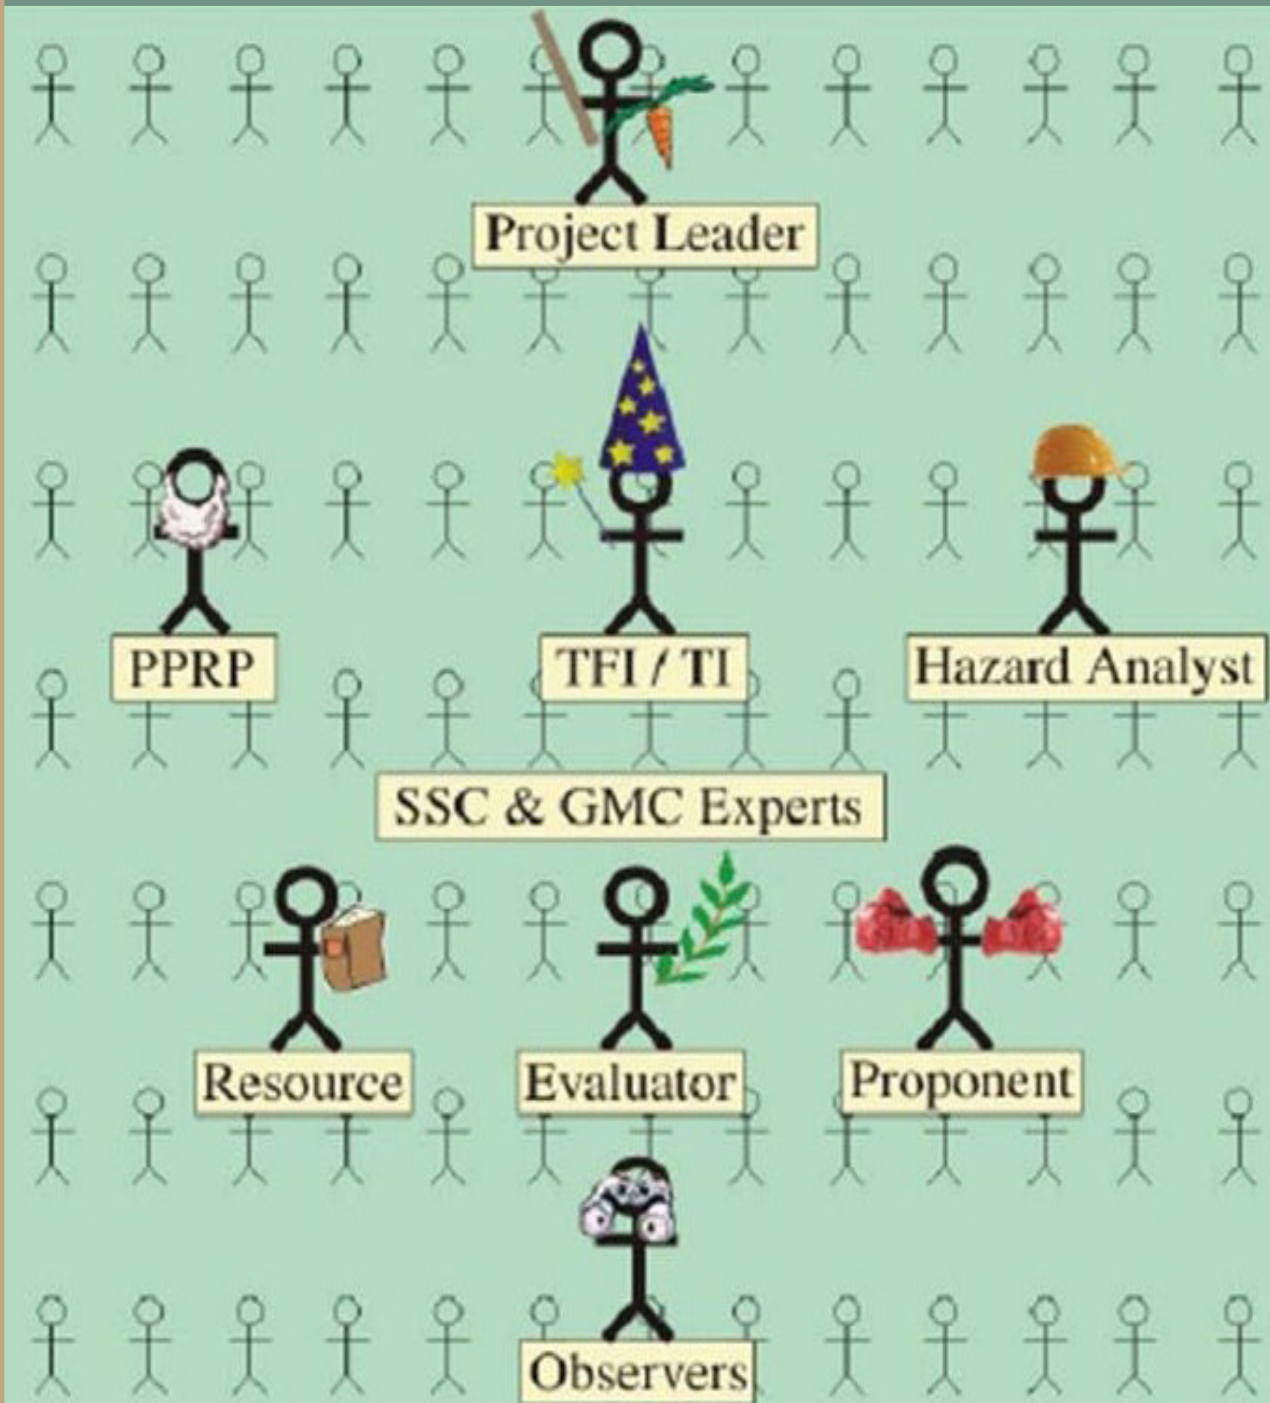 Project Leader
PPRP
TFI / TI
Hazard Analyst
SSC & GMC Experts
Resource
Evaluator
Proponent
Observers